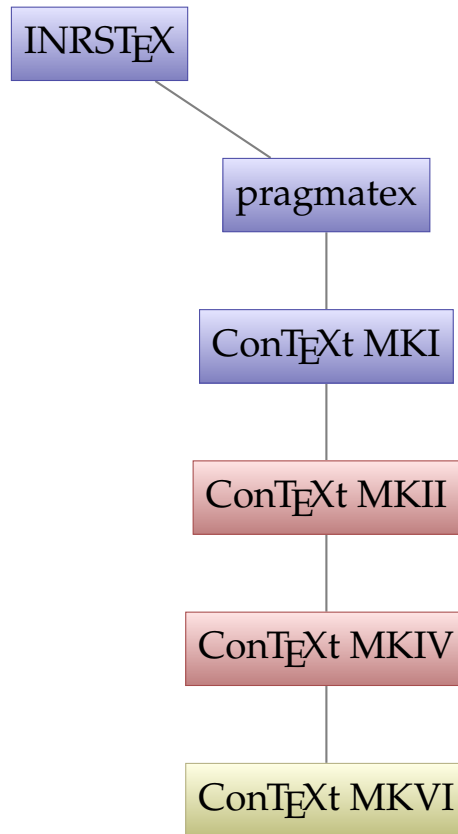 INRSTEX
pragmatex
ConTEXt MKI
ConTEXt MKII
ConTEXt MKIV
ConTEXt MKVI